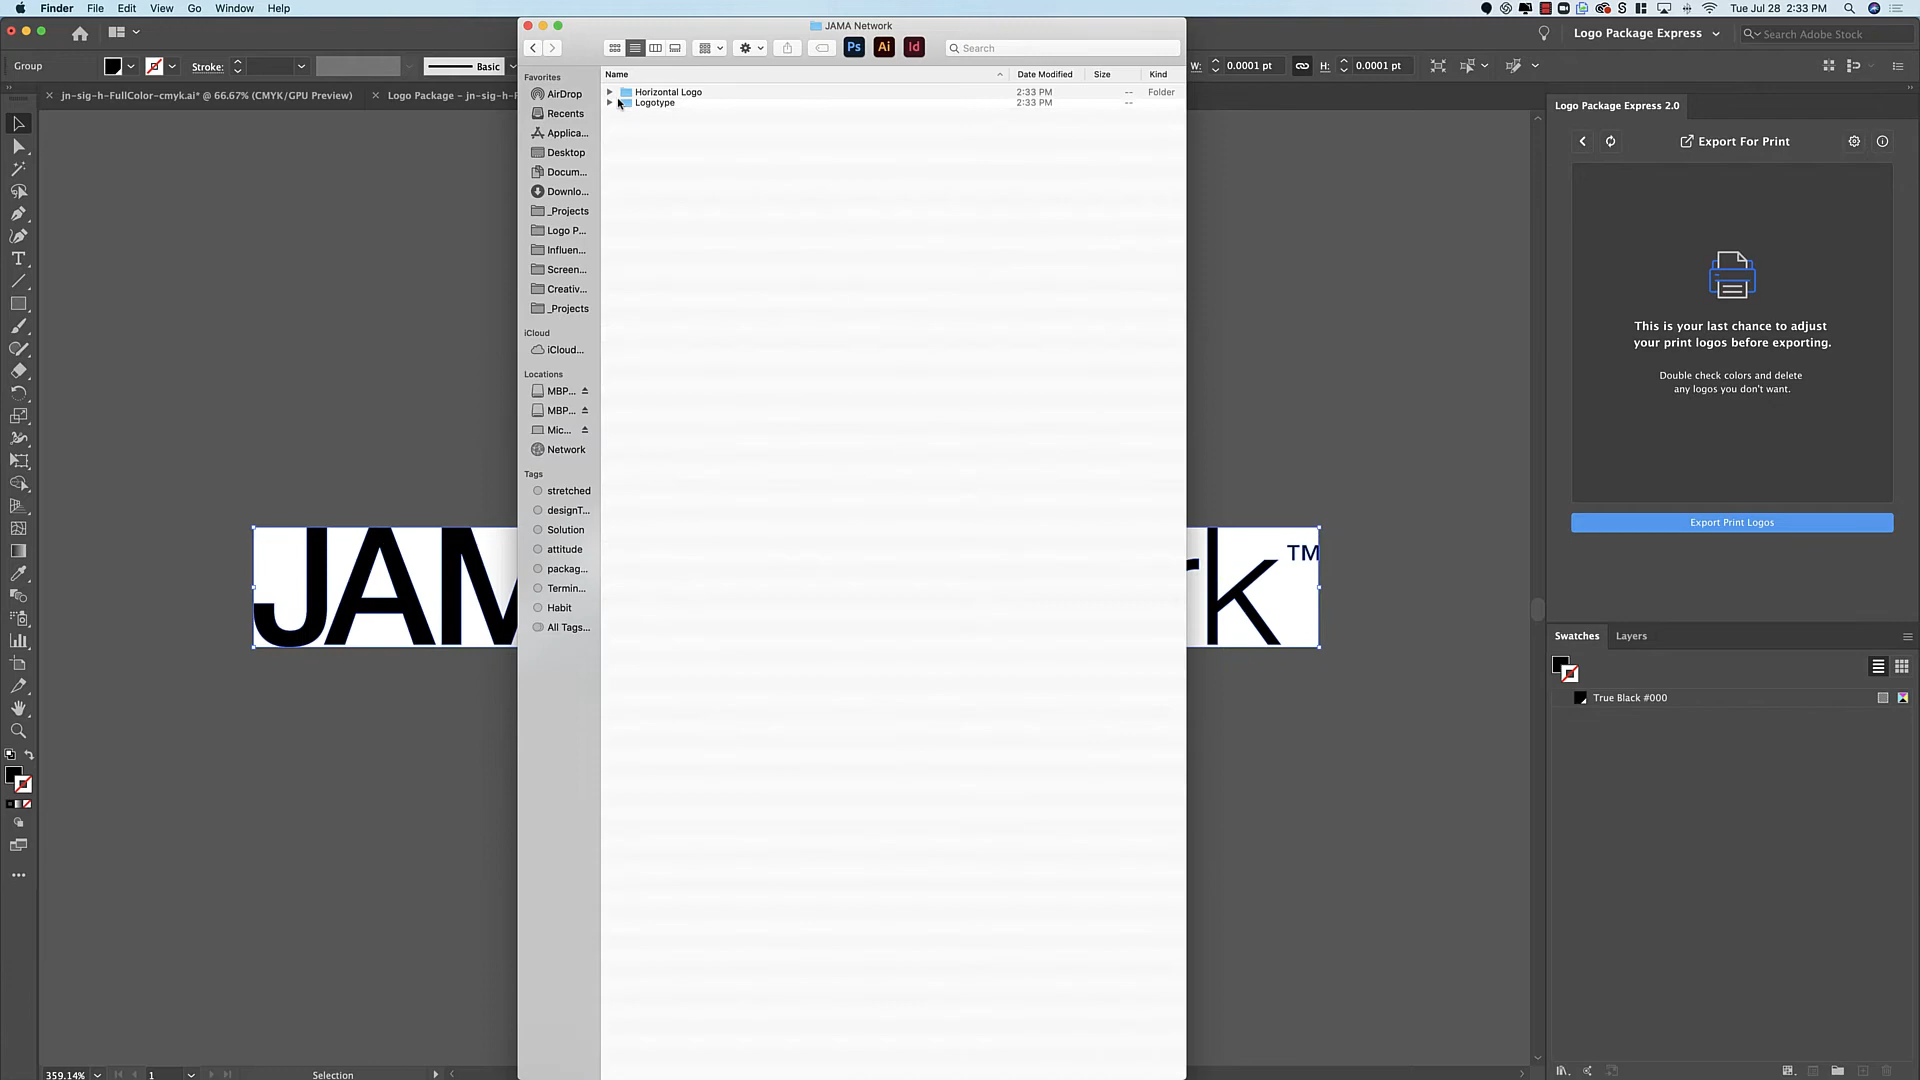 Finder File Edit View Go Window Help
Tue Jul 28 2:33 PM
JAMA Network
Logo Package Express
Search Adobe Stock
Ps Ai Id
Search
Group
Stroke:
Basic
W: 0.0001 pt H: 0.0001 pt
Name Date Modified Size Kind
jn-sig-h-FullColor-cmyk.ai* @ 66.67% (CMYK/GPU Preview)
Logo Package – jn-sig-h-F
Favorites
AirDrop
Recents
Applica...
Desktop
Docum...
Downlo...
_Projects
Logo P...
Influen...
Screen...
Creativ...
_Projects
iCloud
iCloud...
Locations
MBP...
MBP...
Mic...
Network
Tags
stretched
designT...
Solution
attitude
packag...
Termin...
Habit
All Tags...
Horizontal Logo 2:33 PM -- Folder
Logotype 2:33 PM --
Logo Package Express 2.0
Export For Print
This is your last chance to adjust
your print logos before exporting.
Double check colors and delete
any logos you don't want.
Export Print Logos
JAM
rk™
Swatches Layers
True Black #000
359.14% 1 Selection